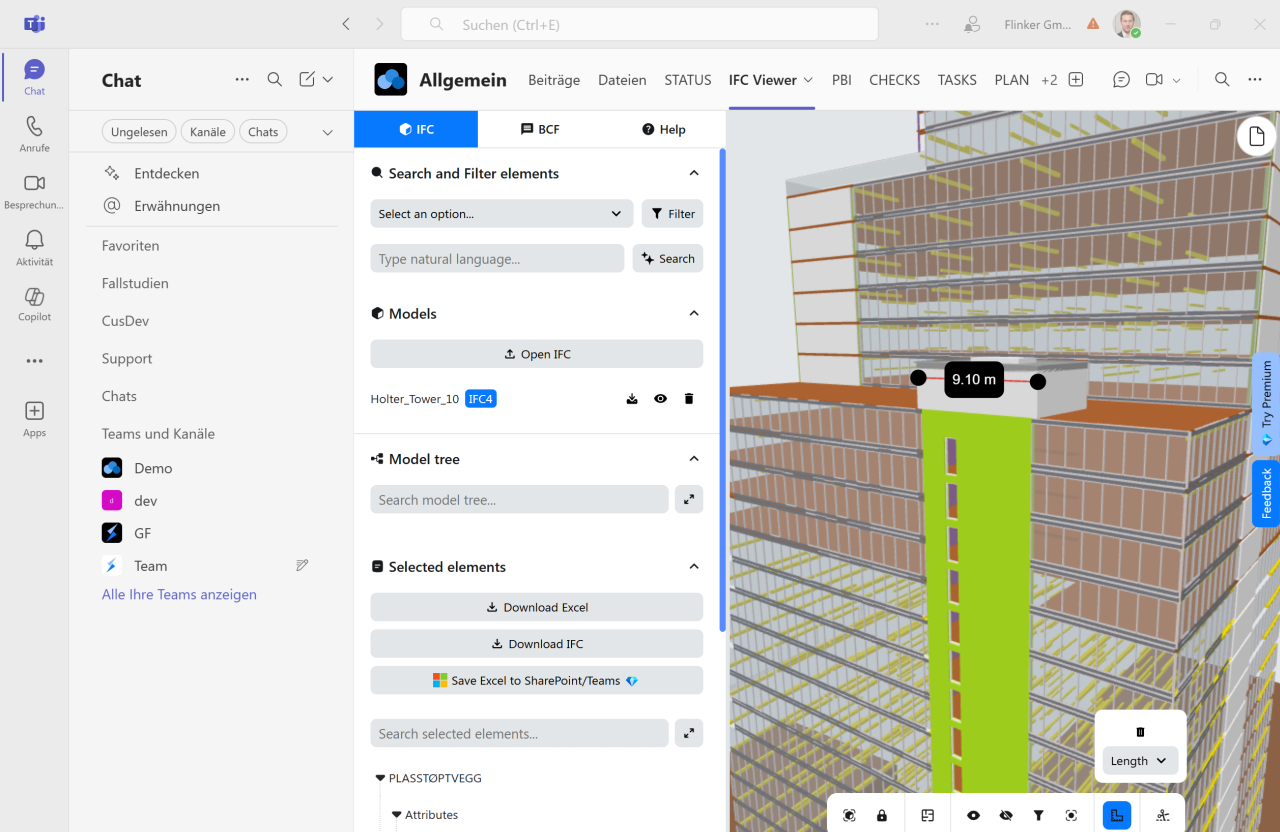 Suchen (Ctrl+E)
Flinker Gm...
Chat
Anrufe
Besprechun...
Aktivität
Copilot
Apps
Chat
Ungelesen
Kanäle
Chats
Entdecken
Erwähnungen
Favoriten
Fallstudien
CusDev
Support
Chats
Teams und Kanäle
Demo
d
dev
GF
Team
Alle Ihre Teams anzeigen
Allgemein
Beiträge
Dateien
STATUS
IFC Viewer
PBI
CHECKS
TASKS
PLAN
+2
IFC
BCF
Help
Search and Filter elements
Select an option...
Filter
Type natural language...
Search
Models
Open IFC
Holter_Tower_10 IFC4
Model tree
Search model tree...
Selected elements
Download Excel
Download IFC
Save Excel to SharePoint/Teams
Search selected elements...
PLASSTØPTVEGG
Attributes
9.10 m
Try Premium
Feedback
Length